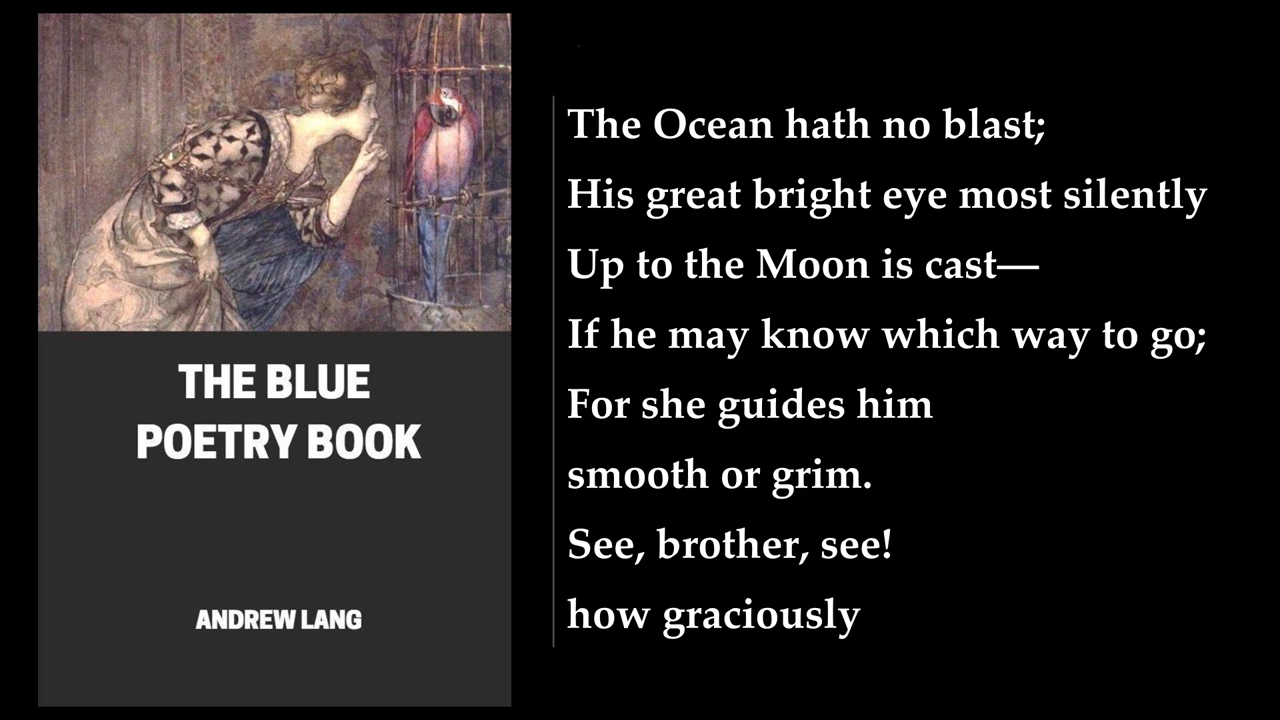 THE BLUE
POETRY BOOK
ANDREW LANG
The Ocean hath no blast;
His great bright eye most silently
Up to the Moon is cast—
If he may know which way to go;
For she guides him
smooth or grim.
See, brother, see!
how graciously